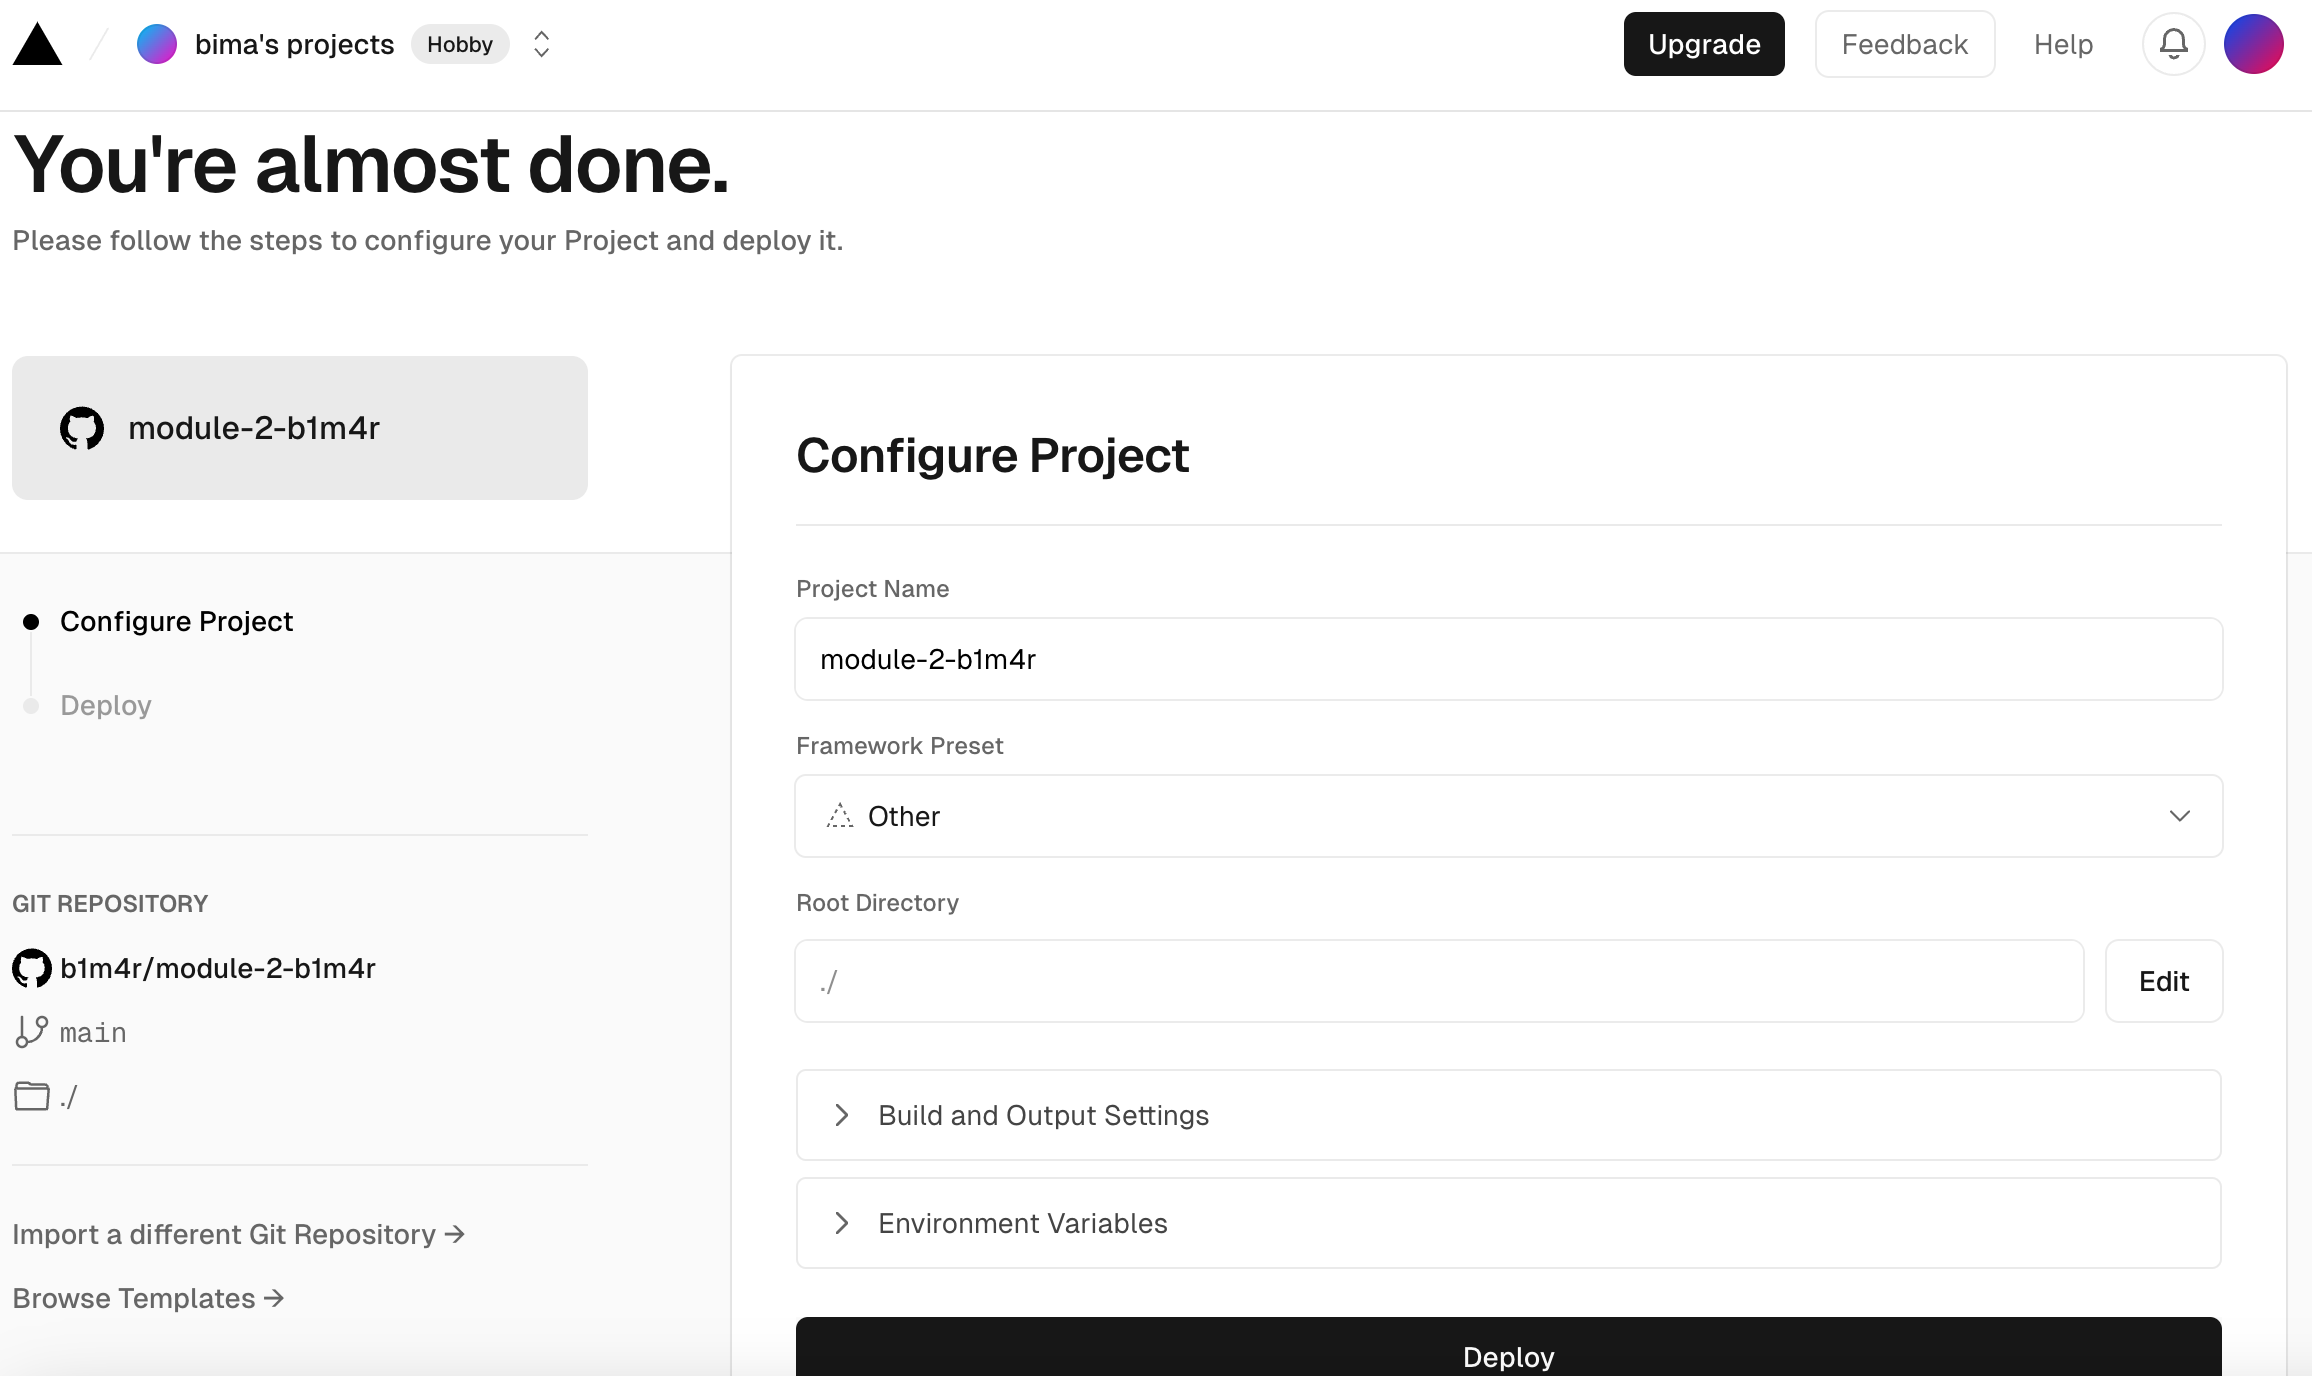 bima's projects Hobby
Upgrade Feedback Help
You're almost done.
Please follow the steps to configure your Project and deploy it.
module-2-b1m4r
Configure Project
Deploy
GIT REPOSITORY
b1m4r/module-2-b1m4r
main
./
Import a different Git Repository →
Browse Templates →
Configure Project
Project Name
module-2-b1m4r
Framework Preset
Other
Root Directory
./ Edit
Build and Output Settings
Environment Variables
Deploy